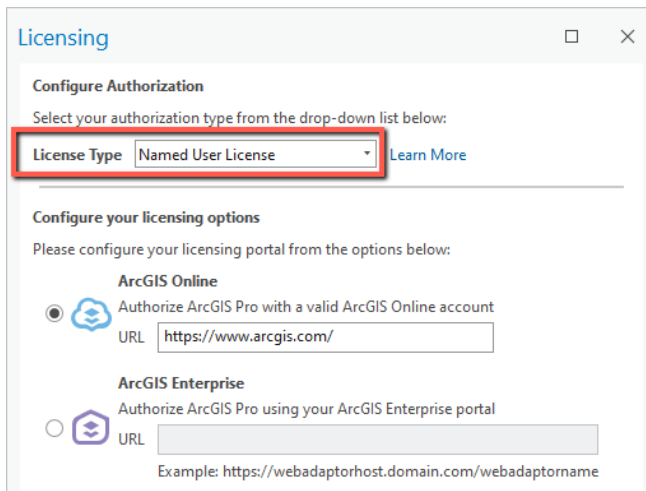 Licensing
Configure Authorization
Select your authorization type from the drop-down list below:
License Type Named User License Learn More
Configure your licensing options
Please configure your licensing portal from the options below:
ArcGIS Online
Authorize ArcGIS Pro with a valid ArcGIS Online account
URL https://www.arcgis.com/
ArcGIS Enterprise
Authorize ArcGIS Pro using your ArcGIS Enterprise portal
URL
Example: https://webadaptorhost.domain.com/webadaptorname